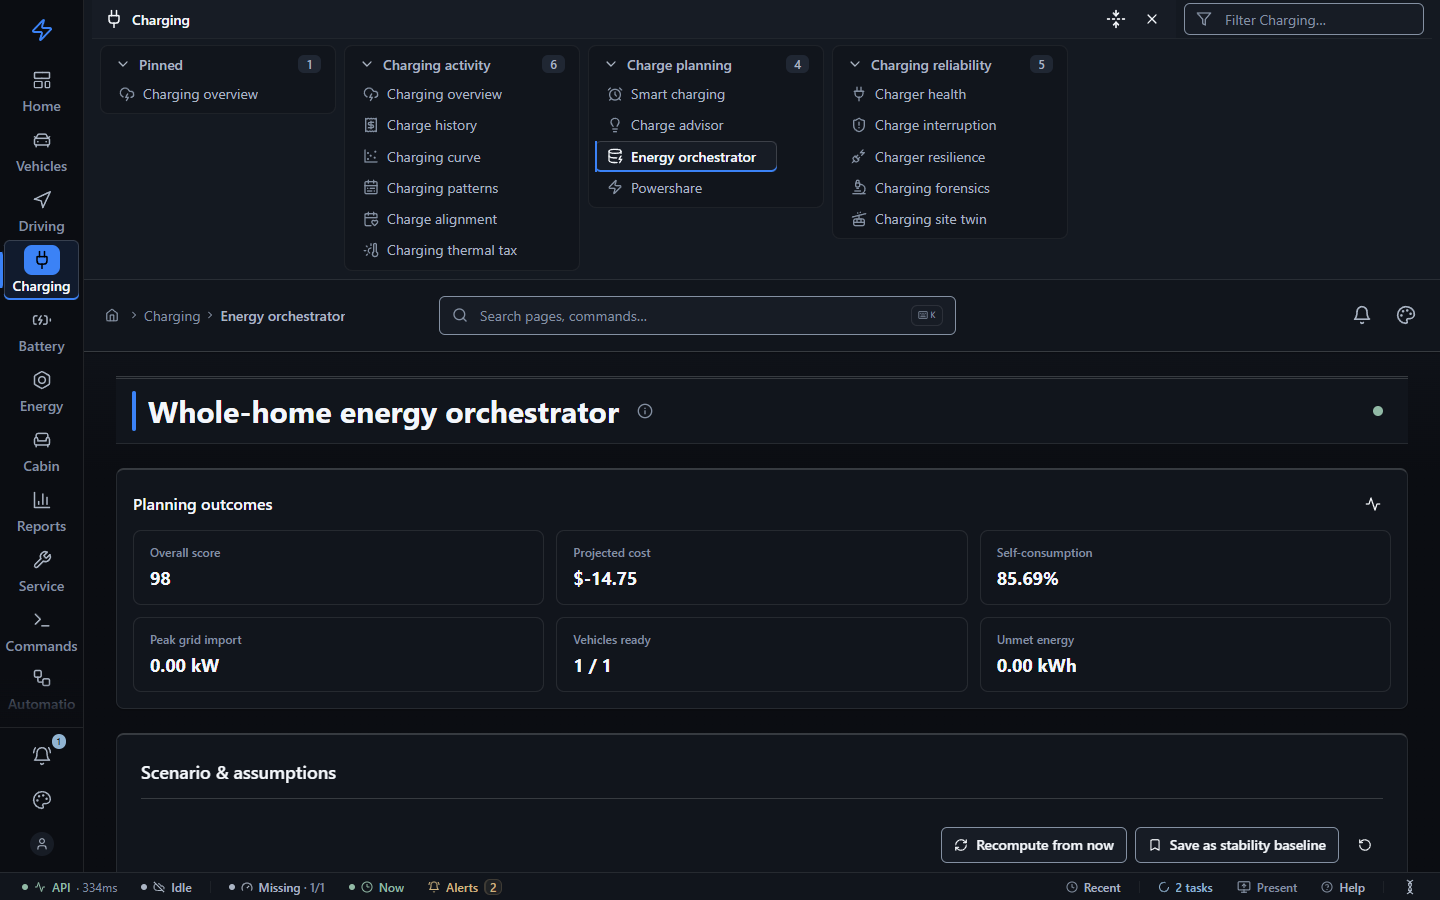 Charging
Filter Charging...
Pinned 1
Charging overview
Charging activity 6
Charging overview
Charge history
Charging curve
Charging patterns
Charge alignment
Charging thermal tax
Charge planning 4
Smart charging
Charge advisor
Energy orchestrator
Powershare
Charging reliability 5
Charger health
Charge interruption
Charger resilience
Charging forensics
Charging site twin
Home
Vehicles
Driving
Charging
Battery
Energy
Cabin
Reports
Service
Commands
Automatio
1
Charging > Energy orchestrator
Search pages, commands...
K
Whole-home energy orchestrator
Planning outcomes
Overall score
98
Projected cost
$-14.75
Self-consumption
85.69%
Peak grid import
0.00 kW
Vehicles ready
1 / 1
Unmet energy
0.00 kWh
Scenario & assumptions
Recompute from now
Save as stability baseline
API · 334ms
Idle
Missing · 1/1
Now
Alerts 2
Recent
2 tasks
Present
Help